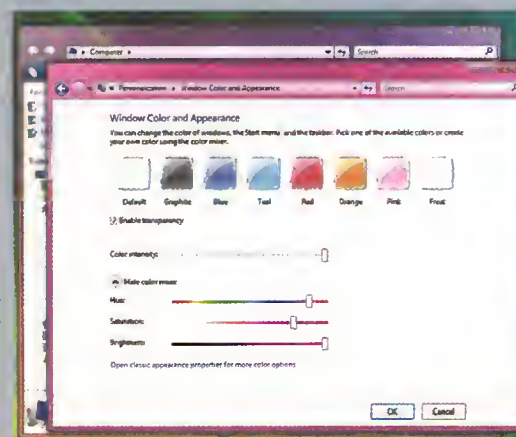 Computer
Search
Personalization ▸ Window Color and Appearance
Search
Window Color and Appearance
You can change the color of windows, the Start menu, and the taskbar. Pick one of the available colors or create
your own color using the color mixer.
Default Graphite Blue Teal Red Orange Pink Frost
Enable transparency
Color intensity:
Hide color mixer
Hue:
Saturation:
Brightness:
Open classic appearance properties for more color options
OK Cancel